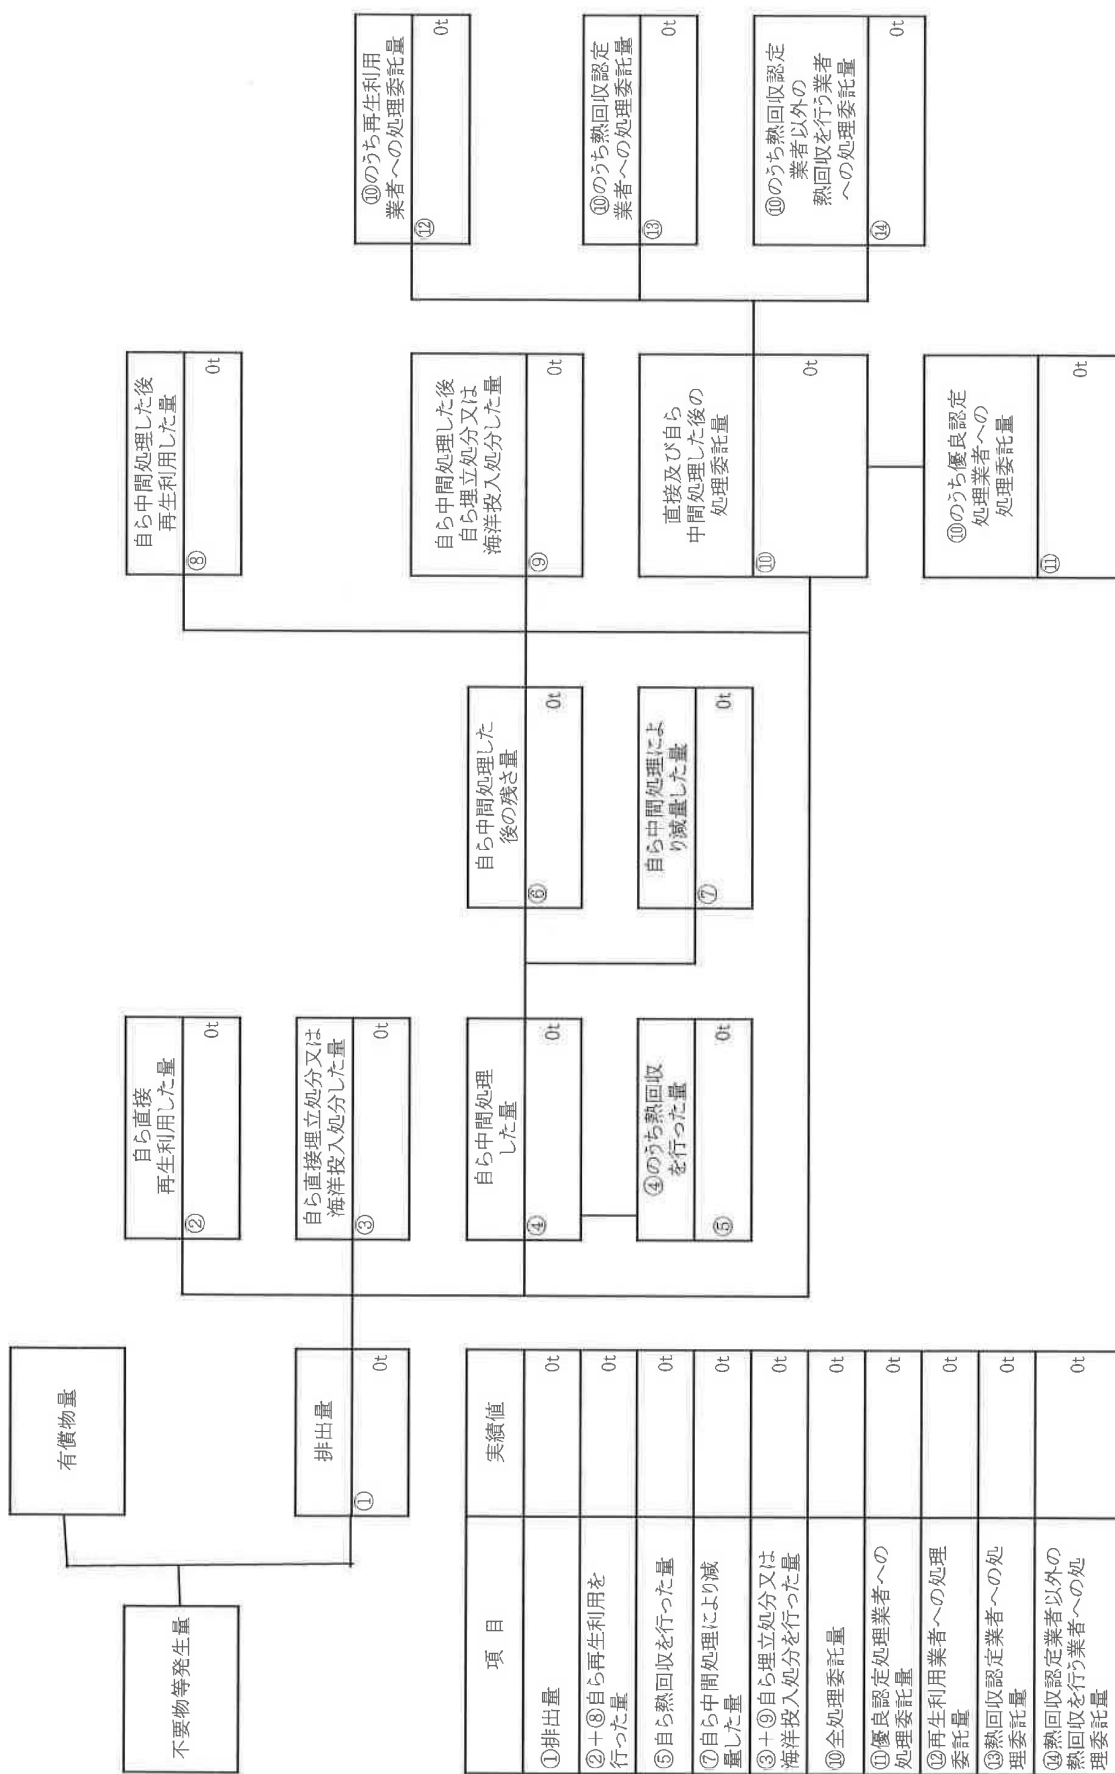 不要物等発生量
有償物量
排出量
①
0t
自ら直接
再生利用した量
②
0t
自ら直接埋立処分又は
海洋投入処分した量
③
0t
自ら中間処理
した量
④
0t
④のうち熱回収
を行った量
⑤
0t
自ら中間処理した
後の残さ量
⑥
0t
自ら中間処理によ
り減量した量
⑦
0t
自ら中間処理した後
再生利用した量
⑧
0t
自ら中間処理した後
自ら埋立処分又は
海洋投入処分した量
⑨
0t
直接及び自ら
中間処理した後の
処理委託量
⑩
0t
⑩のうち優良認定
処理業者への
処理委託量
⑪
0t
⑩のうち再生利用
業者への処理委託量
⑫
0t
⑩のうち熱回収認定
業者への処理委託量
⑬
0t
⑩のうち熱回収認定
業者以外の
熱回収を行う業者
への処理委託量
⑭
0t
項 目 実績値
①排出量 0t
②+⑧自ら再生利用を
行った量 0t
⑤自ら熱回収を行った量 0t
⑦自ら中間処理により減
量した量 0t
③+⑨自ら埋立処分又は
海洋投入処分を行った量 0t
⑩全処理委託量 0t
⑪優良認定処理業者への
処理委託量 0t
⑫再生利用業者への処理
委託量 0t
⑬熱回収認定業者への処
理委託量 0t
⑭熱回収認定業者以外の
熱回収を行う業者への処
理委託量 0t